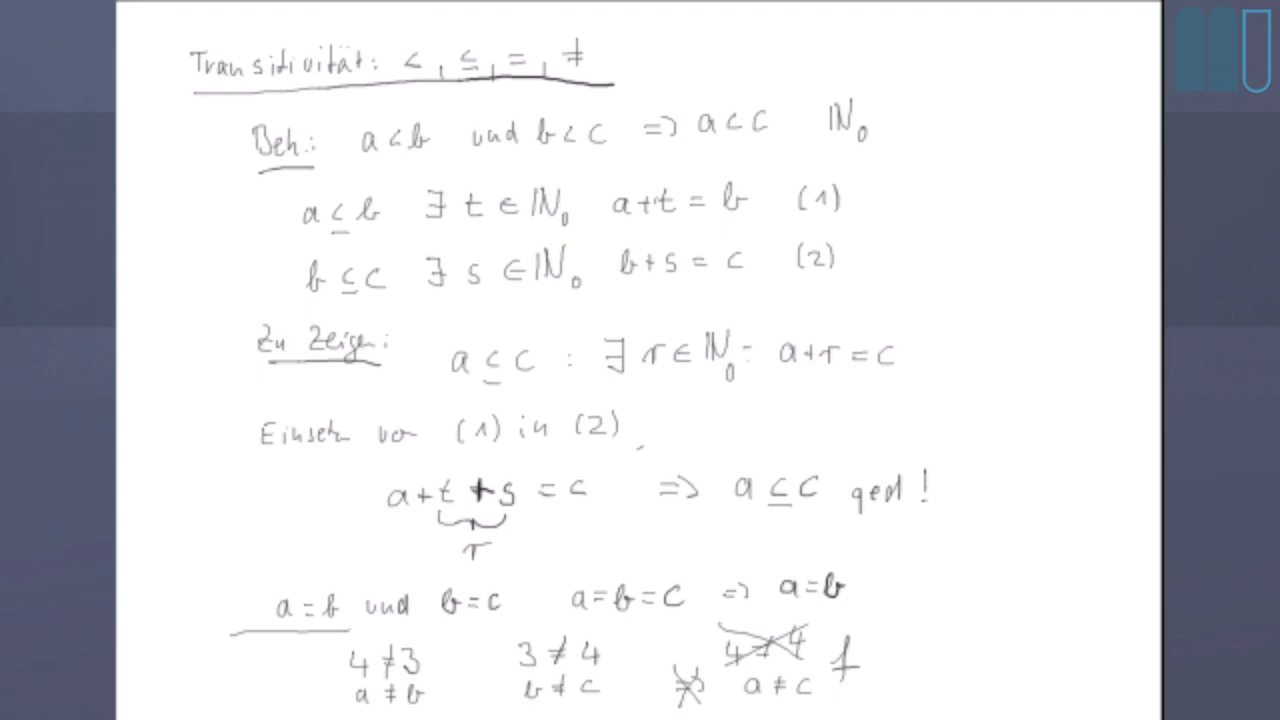 Transitivität: <, ≤, =, ≠
Beh.: a < b und b < c => a < c ℕ₀
a ≤ b ∃ t ∈ ℕ₀ a+t = b (1)
b ≤ c ∃ s ∈ ℕ₀ b+s = c (2)
Zu Zeigen:
a ≤ c : ∃ r ∈ ℕ₀: a+r = c
Einsetz von (1) in (2)
a+t+s = c => a ≤ c qed!
r
a = b und b = c a = b = c => a = b
4 ≠ 3 3 ≠ 4 4 ≠ 4
a ≠ b b ≠ c ⇏ a ≠ c